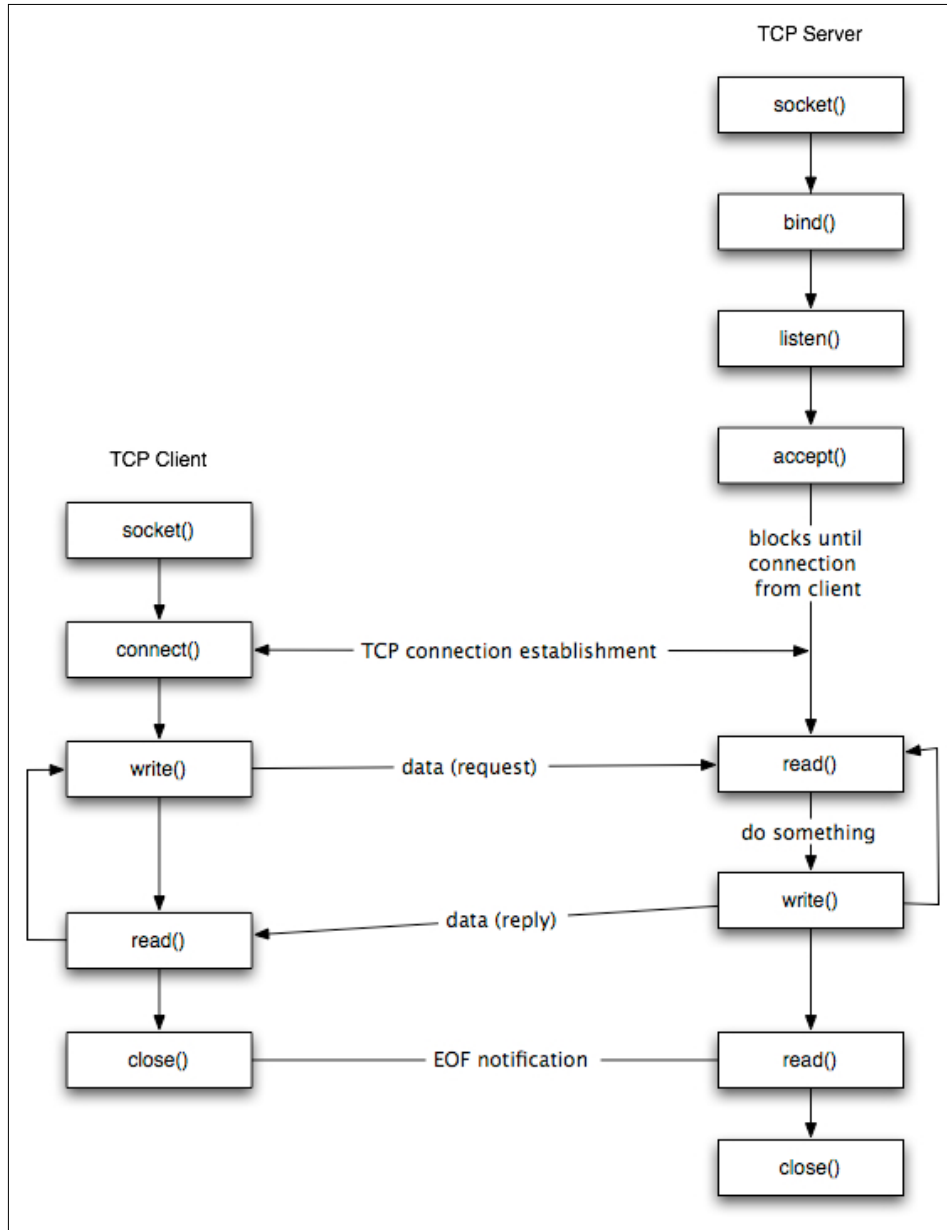 TCP Server
socket()
bind()
listen()
accept()
TCP Client
socket()
blocks until
connection
from client
connect()
TCP connection establishment
write()
data (request)
read()
do something
write()
data (reply)
read()
close()
EOF notification
read()
close()